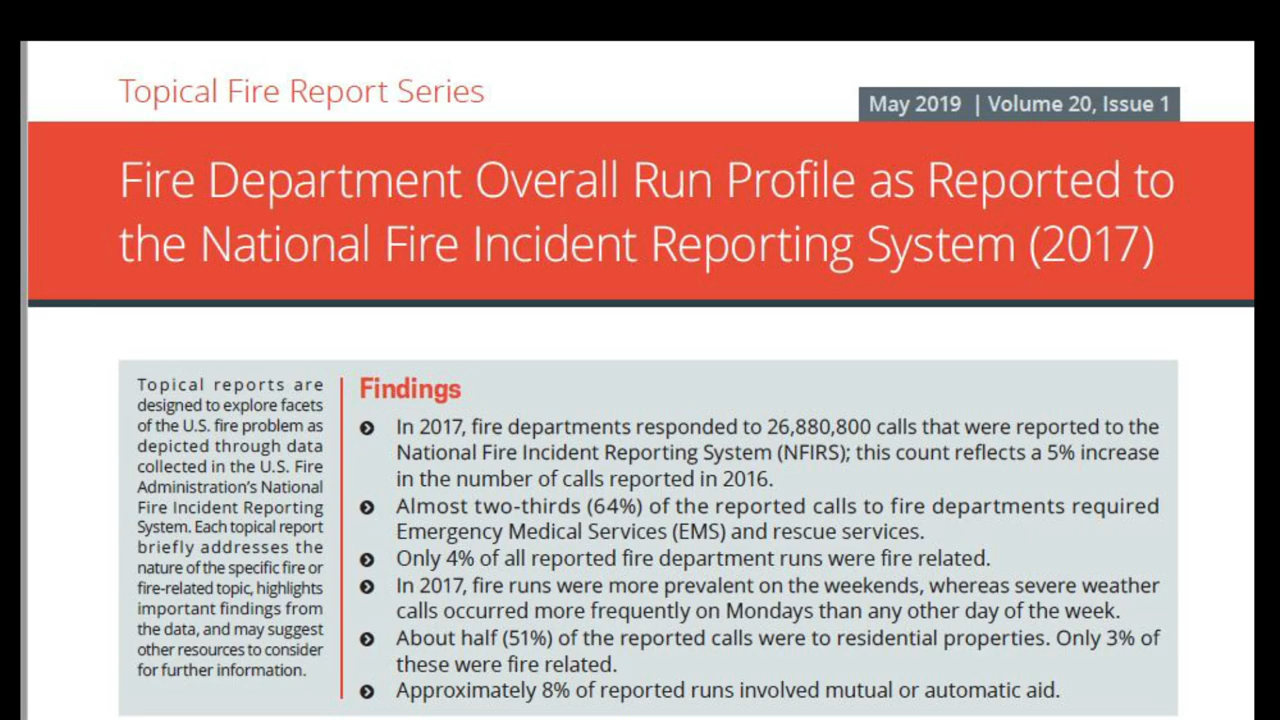 Topical Fire Report Series
May 2019 | Volume 20, Issue 1
Fire Department Overall Run Profile as Reported to
the National Fire Incident Reporting System (2017)
Topical reports are
designed to explore facets
of the U.S. fire problem as
depicted through data
collected in the U.S. Fire
Administration's National
Fire Incident Reporting
System. Each topical report
briefly addresses the
nature of the specific fire or
fire-related topic, highlights
important findings from
the data, and may suggest
other resources to consider
for further information.
Findings
In 2017, fire departments responded to 26,880,800 calls that were reported to the
National Fire Incident Reporting System (NFIRS); this count reflects a 5% increase
in the number of calls reported in 2016.
Almost two-thirds (64%) of the reported calls to fire departments required
Emergency Medical Services (EMS) and rescue services.
Only 4% of all reported fire department runs were fire related.
In 2017, fire runs were more prevalent on the weekends, whereas severe weather
calls occurred more frequently on Mondays than any other day of the week.
About half (51%) of the reported calls were to residential properties. Only 3% of
these were fire related.
Approximately 8% of reported runs involved mutual or automatic aid.